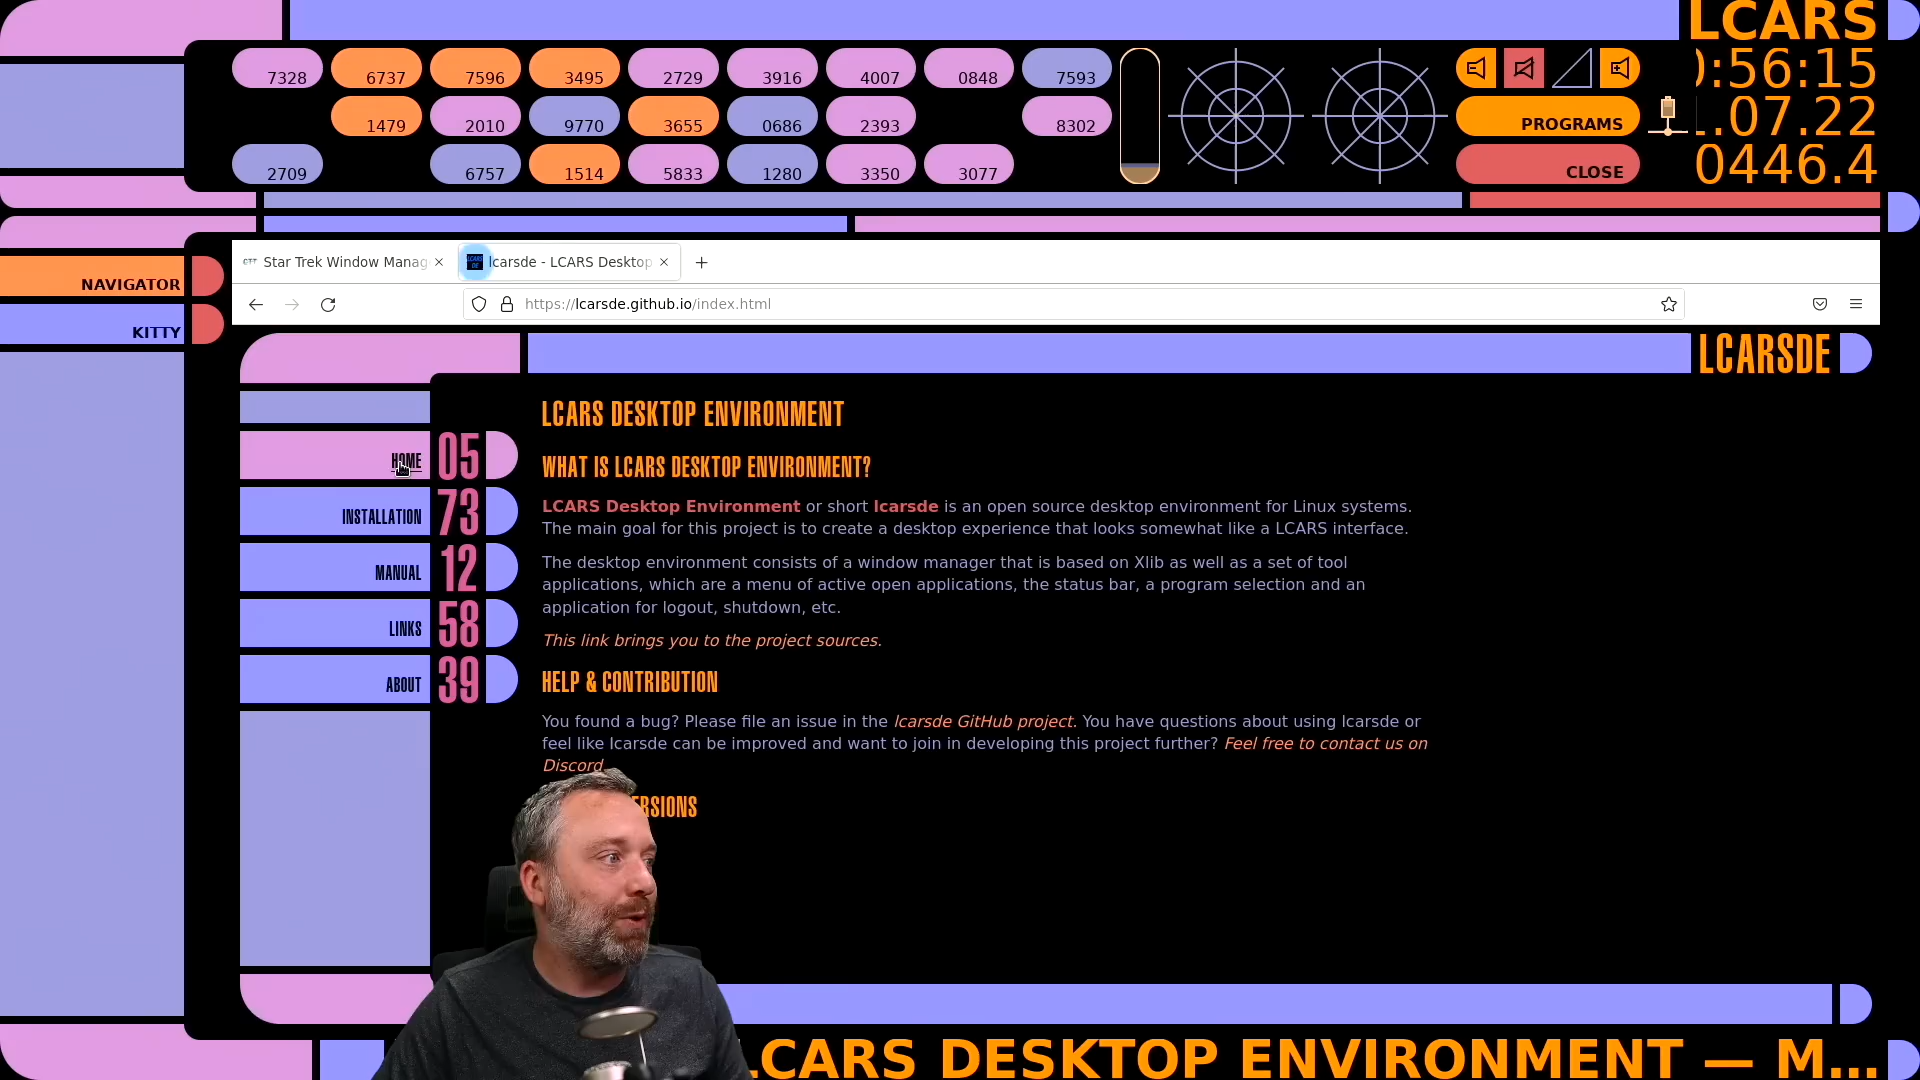 LCARS
7328 6737 7596 3495 2729 3916 4007 0848 7593
:56:15
1479 2010 9770 3655 0686 2393 8302
PROGRAMS
.07.22
2709 6757 1514 5833 1280 3350 3077
CLOSE
0446.4
NAVIGATOR
KITTY
Star Trek Window Manag
lcarsde - LCARS Desktop
https://lcarsde.github.io/index.html
LCARSDE
HOME 05
INSTALLATION 73
MANUAL 12
LINKS 58
ABOUT 39
LCARS DESKTOP ENVIRONMENT
WHAT IS LCARS DESKTOP ENVIRONMENT?
LCARS Desktop Environment or short lcarsde is an open source desktop environment for Linux systems.
The main goal for this project is to create a desktop experience that looks somewhat like a LCARS interface.
The desktop environment consists of a window manager that is based on Xlib as well as a set of tool
applications, which are a menu of active open applications, the status bar, a program selection and an
application for logout, shutdown, etc.
This link brings you to the project sources.
HELP & CONTRIBUTION
You found a bug? Please file an issue in the lcarsde GitHub project. You have questions about using lcarsde or
feel like lcarsde can be improved and want to join in developing this project further? Feel free to contact us on
Discord
ERSIONS
LCARS DESKTOP ENVIRONMENT — M...